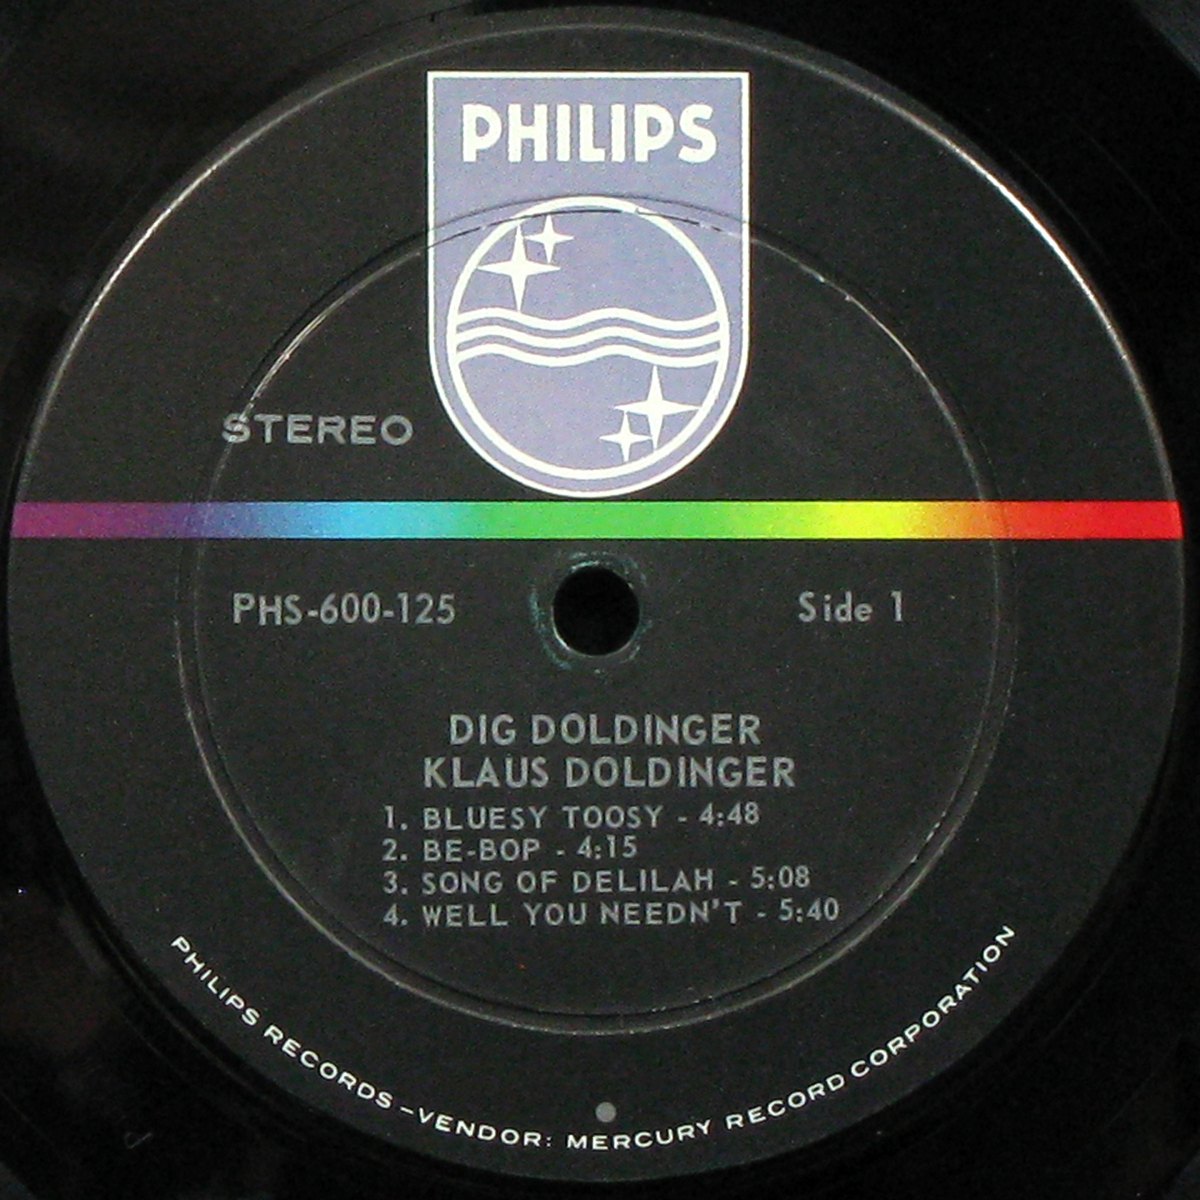 PHILIPS
STEREO
PHS-600-125
Side 1
DIG DOLDINGER
KLAUS DOLDINGER
1. BLUESY TOOSY - 4:48
2. BE-BOP - 4:15
3. SONG OF DELILAH - 5:08
4. WELL YOU NEEDN'T - 5:40
PHILIPS RECORDS – VENDOR: MERCURY RECORD CORPORATION